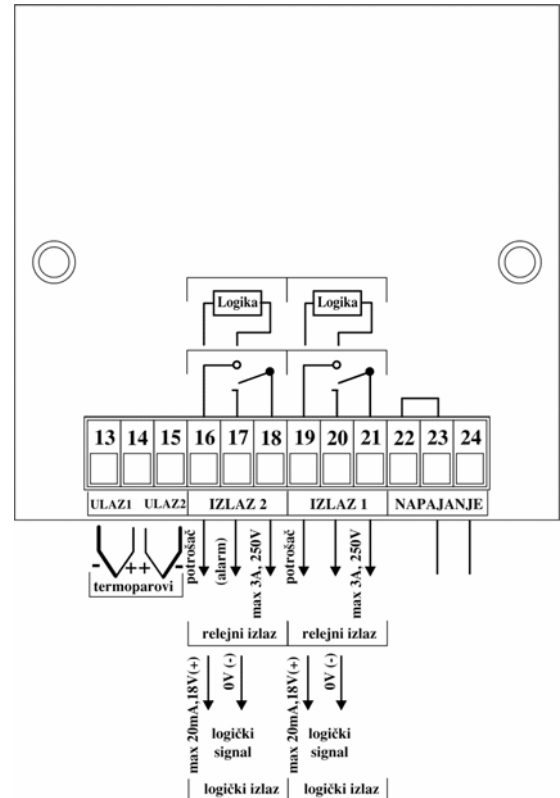 Logika Logika
13 14 15 16 17 18 19 20 21 22 23 24
ULAZ1 ULAZ2 IZLAZ 2 IZLAZ 1 NAPAJANJE
- + + -
termoparovi
potrošač
(alarm)
max 3A, 250V
potrošač
max 3A, 250V
relejni izlaz relejni izlaz
max 20mA,18V(+)
0V (-)
max 20mA,18V(+)
0V (-)
logički
signal
logički
signal
logički izlaz logički izlaz